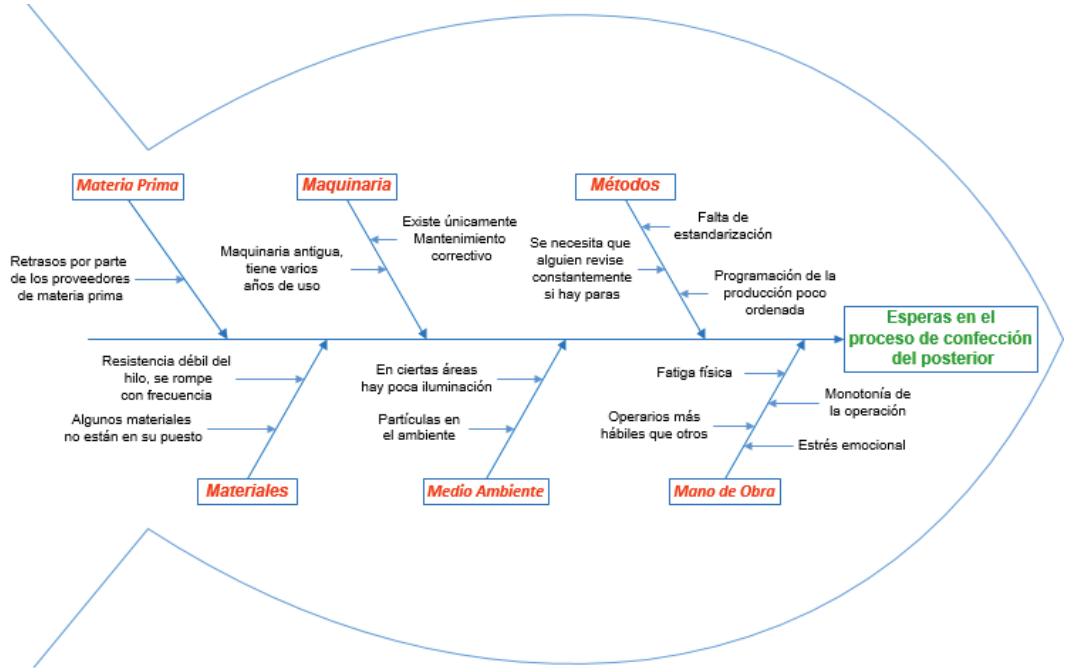 Materia Prima
Maquinaria
Métodos
Retrasos por parte
de los proveedores
de materia prima
Maquinaria antigua,
tiene varios
años de uso
Existe únicamente
Mantenimiento
correctivo
Se necesita que
alguien revise
constantemente
si hay paras
Falta de
estandarización
Programación de la
producción poco
ordenada
Esperas en el
proceso de confección
del posterior
Resistencia débil del
hilo, se rompe
con frecuencia
Algunos materiales
no están en su puesto
En ciertas áreas
hay poca iluminación
Partículas en
el ambiente
Fatiga física
Operarios más
hábiles que otros
Monotonía de
la operación
Estrés emocional
Materiales
Medio Ambiente
Mano de Obra